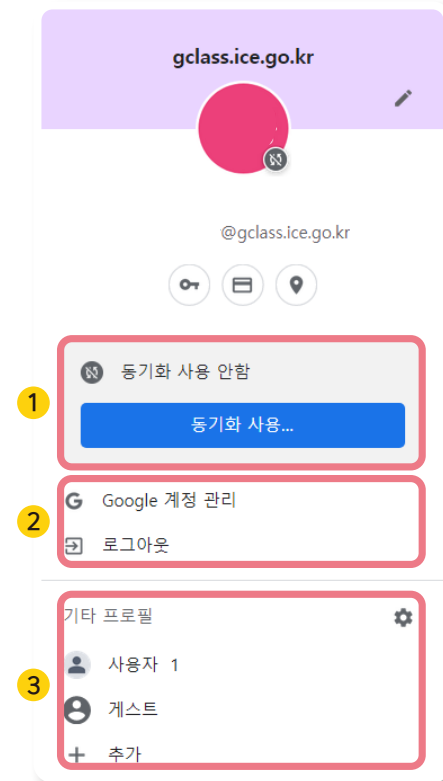 gclass.ice.go.kr
@gclass.ice.go.kr
1
동기화 사용 안함
동기화 사용...
2
Google 계정 관리
로그아웃
기타 프로필
3
사용자 1
게스트
추가